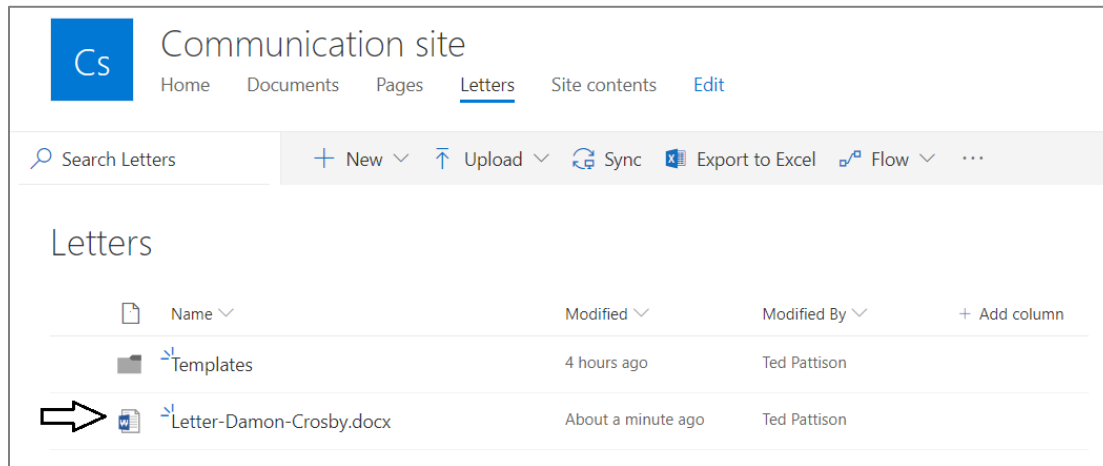 Cs
Communication site
Home Documents Pages Letters Site contents Edit
Search Letters + New Upload Sync Export to Excel Flow ...
Letters
Name Modified Modified By + Add column
Templates 4 hours ago Ted Pattison
Letter-Damon-Crosby.docx About a minute ago Ted Pattison